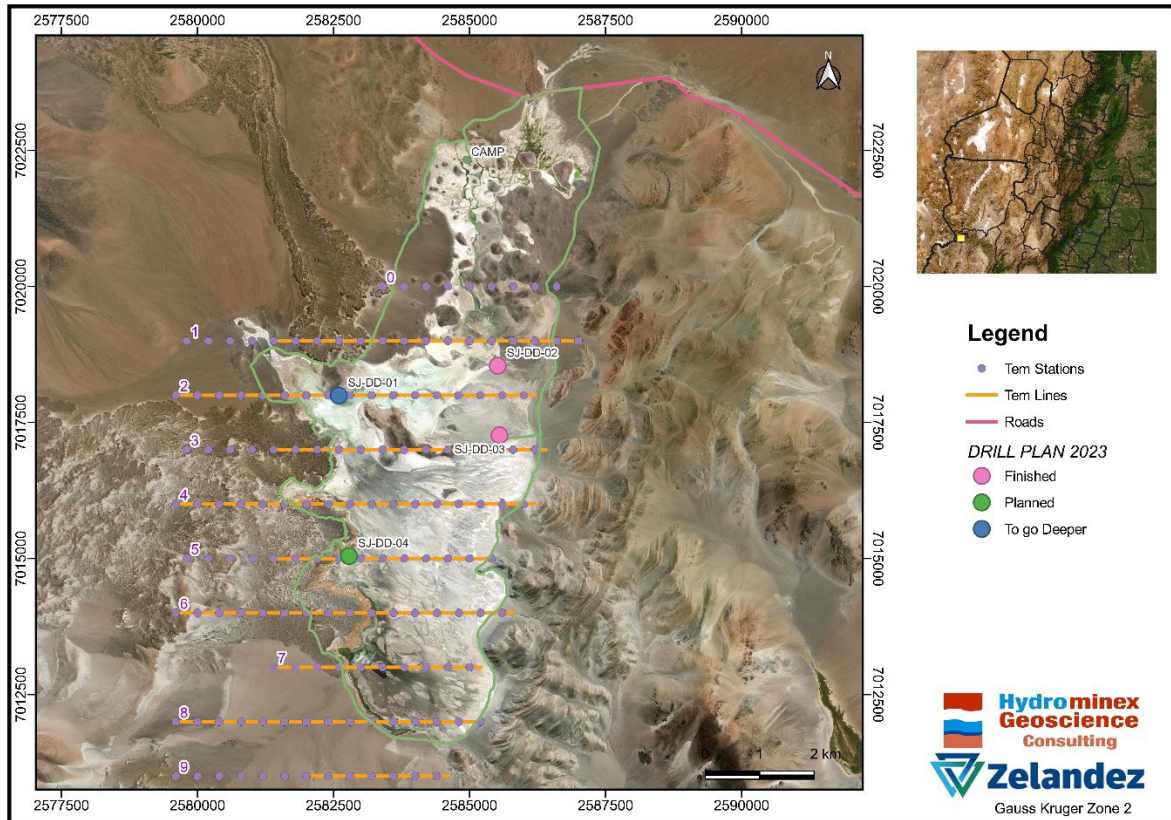 2577500 2580000 2582500 2585000 2587500 2590000
7022500
7020000
7017500
7015000
7012500
N
CAMP
0
1
SJ-DD-02
2
SJ-DD-01
3
SJ-DD-03
4
5
SJ-DD-04
6
7
8
9
0 1 2 km
7022500
7020000
7017500
7015000
7012500
2577500 2580000 2582500 2585000 2587500 2590000
Legend
Tem Stations
Tem Lines
Roads
DRILL PLAN 2023
Finished
Planned
To go Deeper
Hydrominex
Geoscience
Consulting
Zelandez
Gauss Kruger Zone 2